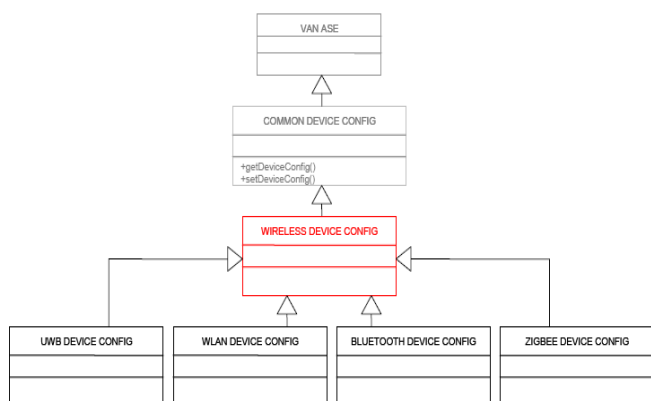 VAN ASE
COMMON DEVICE CONFIG
+getDeviceConfig()
+setDeviceConfig()
WIRELESS DEVICE CONFIG
UWB DEVICE CONFIG
WLAN DEVICE CONFIG
BLUETOOTH DEVICE CONFIG
ZIGBEE DEVICE CONFIG